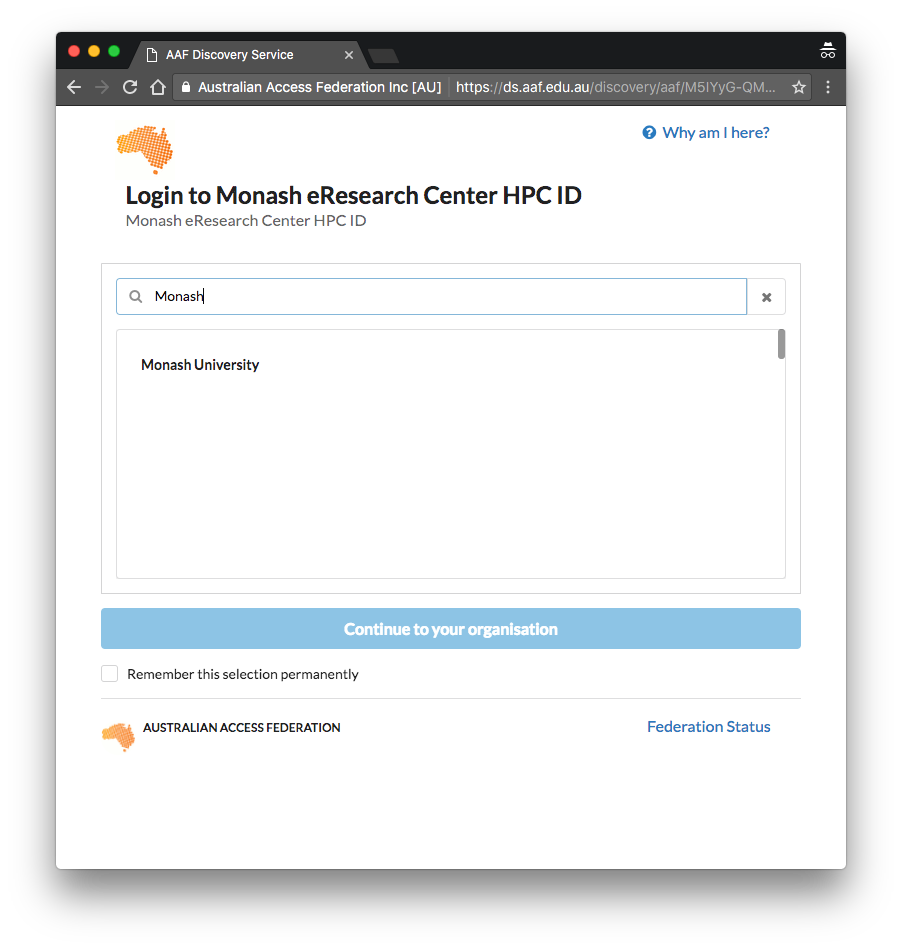 AAF Discovery Service
Australian Access Federation Inc [AU] https://ds.aaf.edu.au/discovery/aaf/M5IYyG-QM...
Why am I here?
Login to Monash eResearch Center HPC ID
Monash eResearch Center HPC ID
Monash
Monash University
Continue to your organisation
Remember this selection permanently
AUSTRALIAN ACCESS FEDERATION
Federation Status